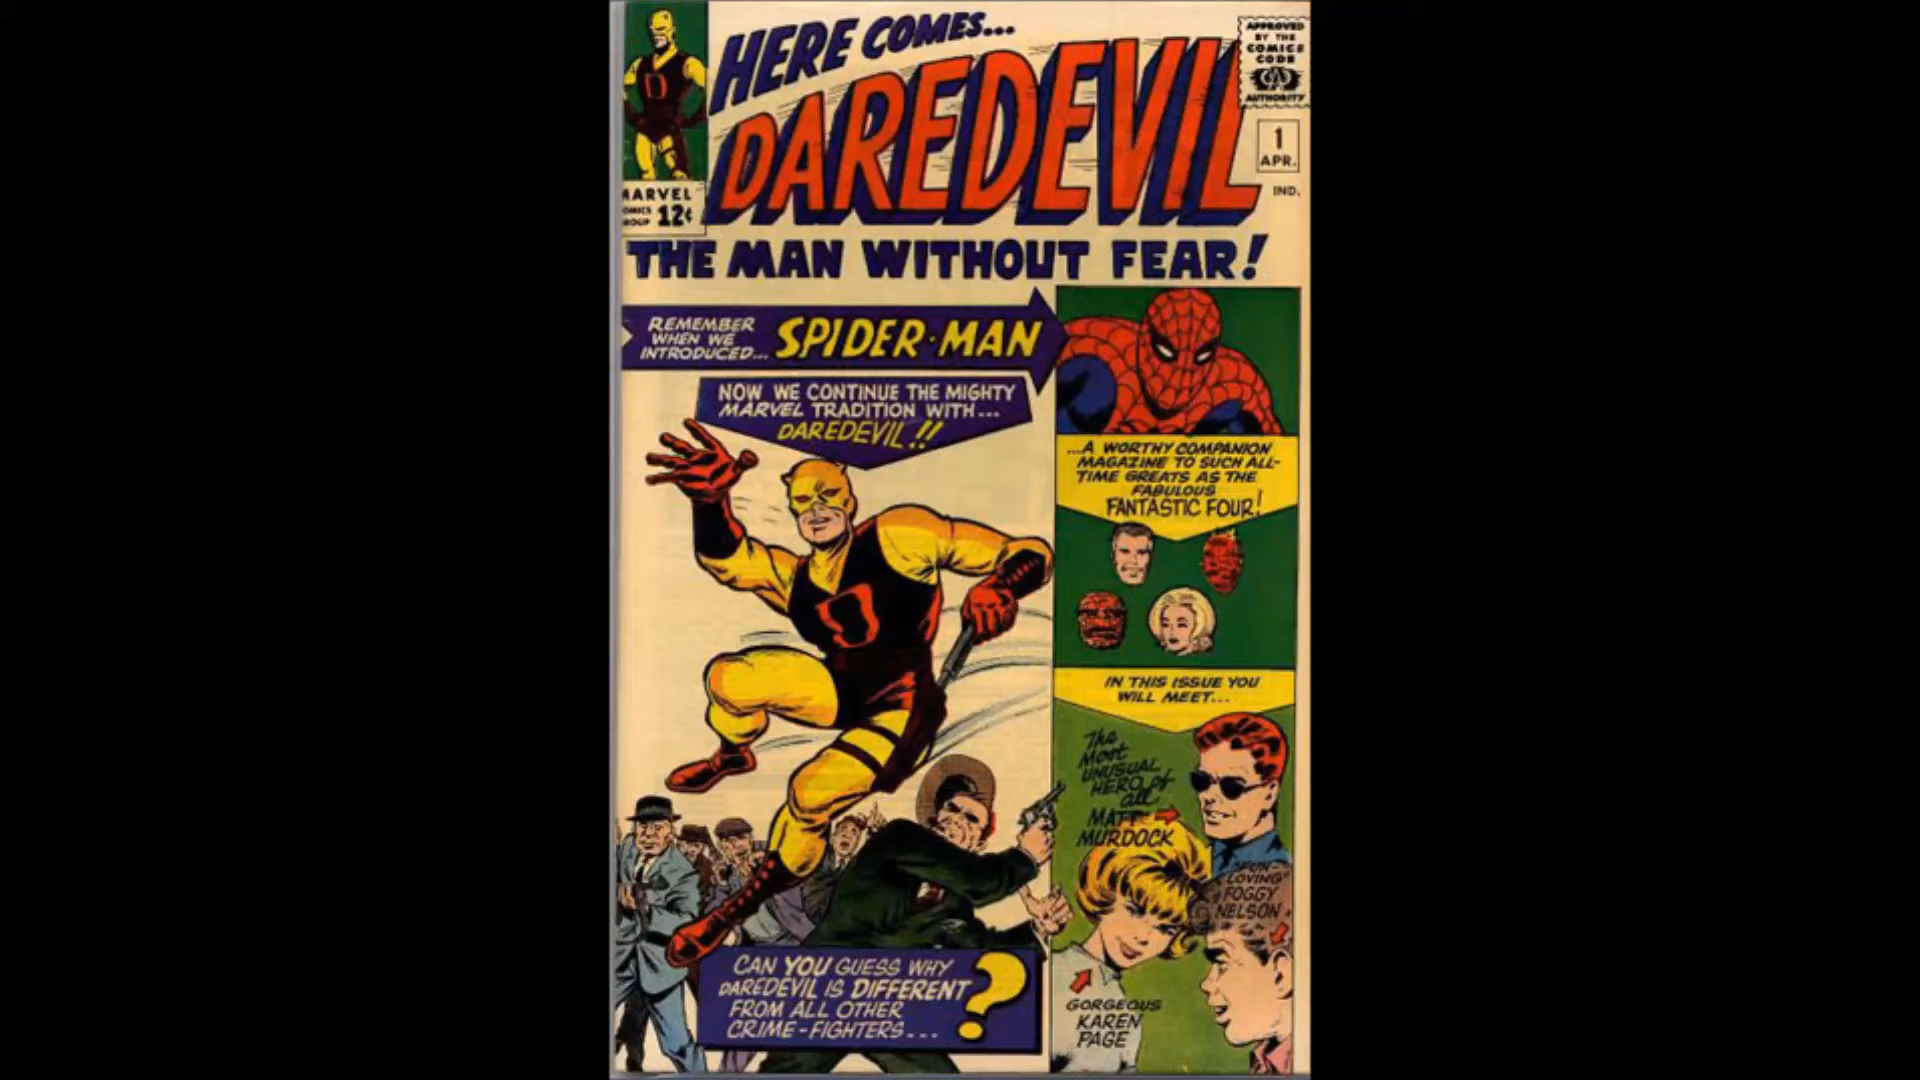 HERE COMES...
DAREDEVIL
APPROVED
BY THE
COMICS
CODE
AUTHORITY
1
APR.
IND.
MARVEL
COMICS
GROUP
12¢
D
THE MAN WITHOUT FEAR!
REMEMBER
WHEN WE
INTRODUCED...
SPIDER-MAN
NOW WE CONTINUE THE MIGHTY
MARVEL TRADITION WITH...
DAREDEVIL!!
...A WORTHY COMPANION
MAGAZINE TO SUCH ALL-
TIME GREATS AS THE
FABULOUS
FANTASTIC FOUR!
D
IN THIS ISSUE YOU
WILL MEET...
The
Most
UNUSUAL
HERO of
all
MATT
MURDOCK
"FUN-
LOVING"
FOGGY
NELSON
GORGEOUS
KAREN
PAGE
CAN YOU GUESS WHY
DAREDEVIL IS DIFFERENT
FROM ALL OTHER
CRIME-FIGHTERS...
?